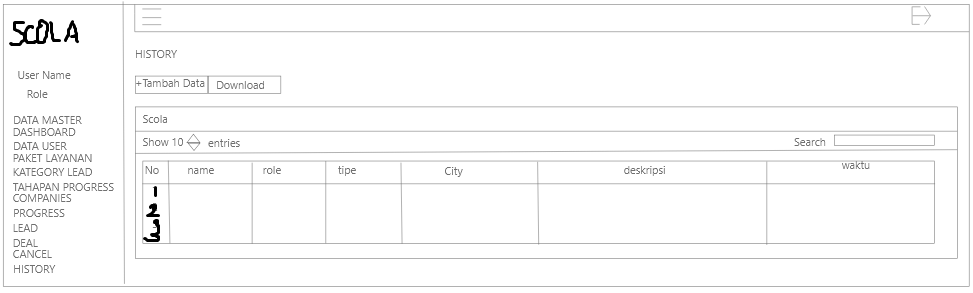 SCOLA
User Name
Role
DATA MASTER
DASHBOARD
DATA USER
PAKET LAYANAN
KATEGORY LEAD
TAHAPAN PROGRESS
COMPANIES
PROGRESS
LEAD
DEAL
CANCEL
HISTORY
HISTORY
+Tambah Data Download
Scola
Show 10 entries Search
No name role tipe City deskripsi waktu
1
2
3